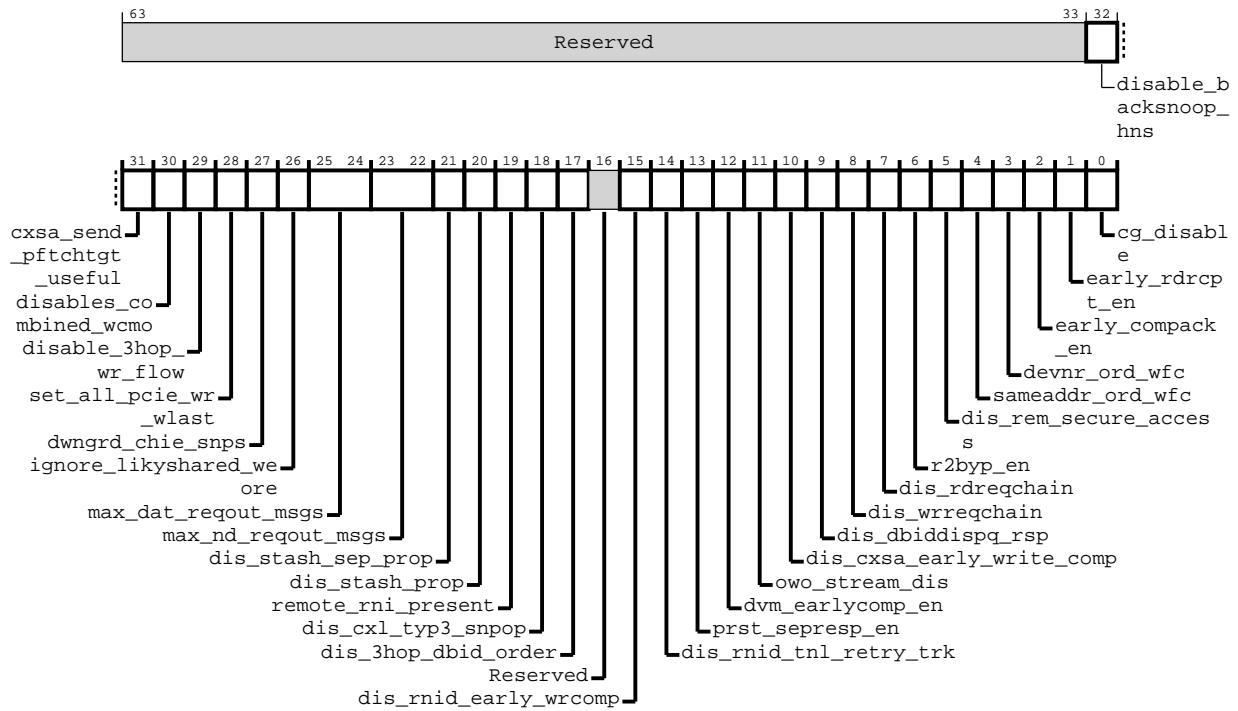 63 33 32
Reserved
disable_b
acksnoop_
hns
31 30 29 28 27 26 25 24 23 22 21 20 19 18 17 16 15 14 13 12 11 10 9 8 7 6 5 4 3 2 1 0
cxsa_send
_pftchtgt
_useful
disables_co
mbined_wcmo
disable_3hop_
wr_flow
set_all_pcie_wr
_wlast
dwngrd_chie_snps
ignore_likyshared_we
ore
max_dat_reqout_msgs
max_nd_reqout_msgs
dis_stash_sep_prop
dis_stash_prop
remote_rni_present
dis_cxl_typ3_snpop
dis_3hop_dbid_order
Reserved
dis_rnid_early_wrcomp
cg_disabl
e
early_rdrcp
t_en
early_compack
_en
devnr_ord_wfc
sameaddr_ord_wfc
dis_rem_secure_acces
s
r2byp_en
dis_rdreqchain
dis_wrreqchain
dis_dbiddispq_rsp
dis_cxsa_early_write_comp
owo_stream_dis
dvm_earlycomp_en
prst_sepresp_en
dis_rnid_tnl_retry_trk